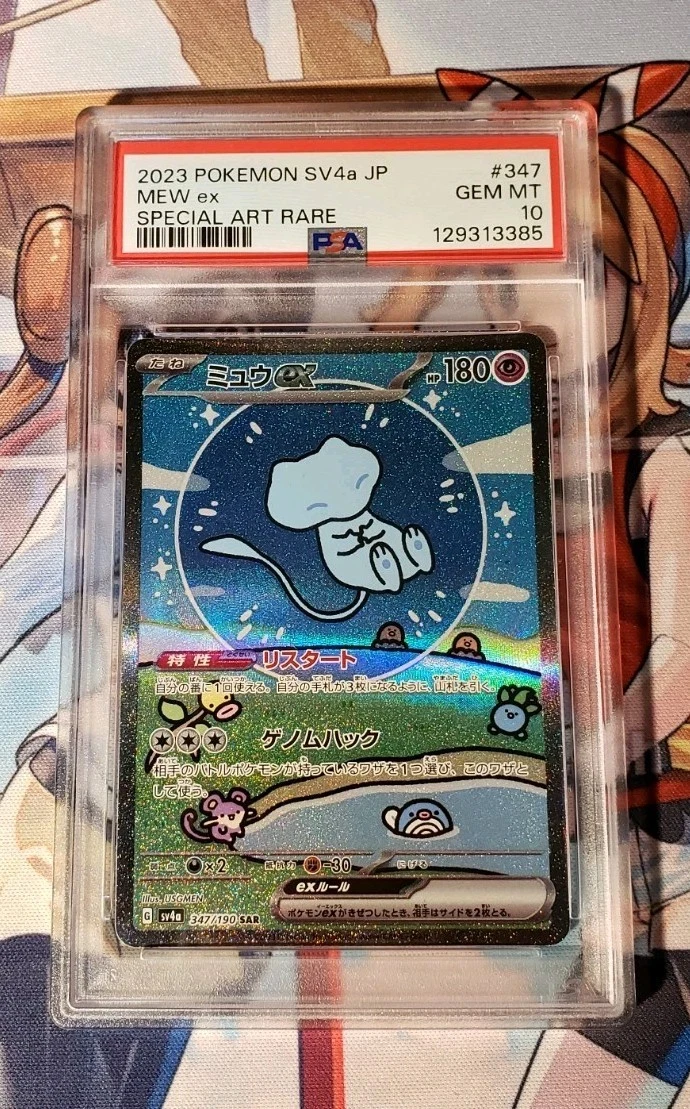 2023 POKEMON SV4a JP #347
MEW ex GEM MT
SPECIAL ART RARE 10
PSA 129313385
たね ミュウex HP 180
特性 リスタート
自分の番に1回使える。自分の手札が3枚になるように、山札を引く。
ゲノムハック
相手のバトルポケモンが持っているワザを1つ選び、このワザと
して使う。
弱点 ×2 抵抗力 -30 にげる
exルール
ポケモンexがきぜつしたとき、相手はサイドを2枚とる。
Illus. USGMEN
G sv4a 347/190 SAR